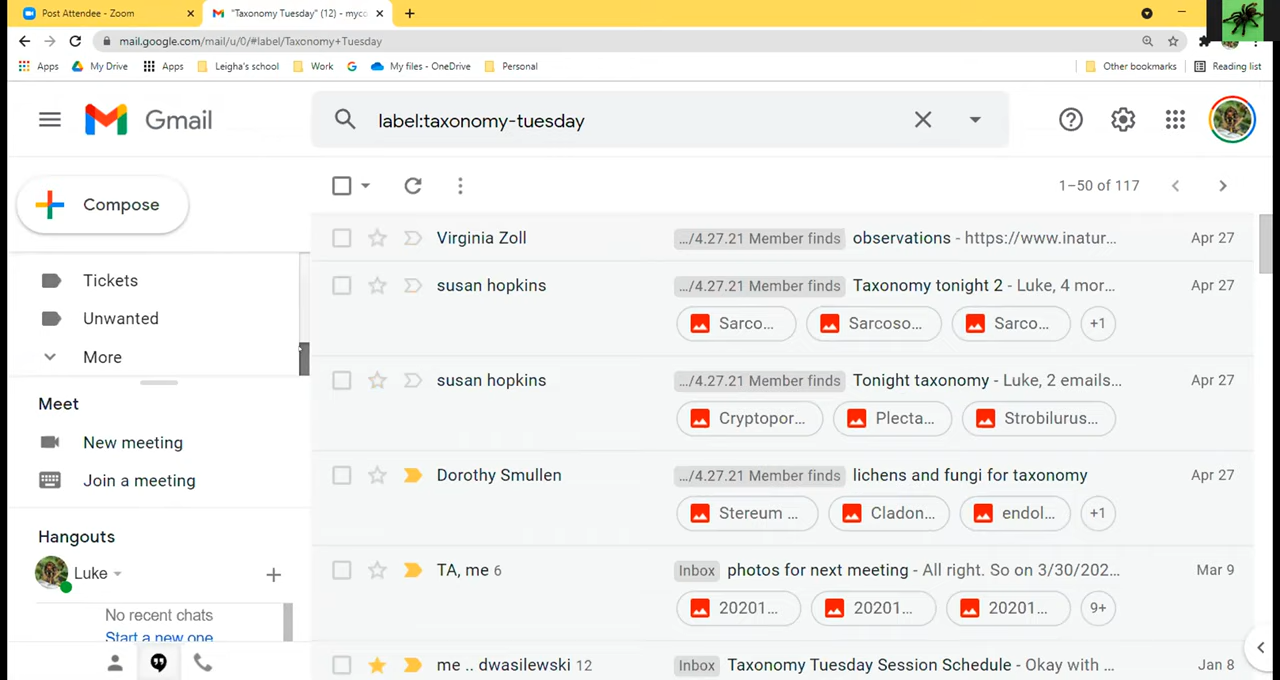 Post Attendee - Zoom
"Taxonomy Tuesday" (12) - myco
mail.google.com/mail/u/0/#label/Taxonomy+Tuesday
Apps My Drive Apps Leigha's school Work My files - OneDrive Personal Other bookmarks Reading list
Gmail
label:taxonomy-tuesday
Compose
1–50 of 117
Tickets
Unwanted
More
Meet
New meeting
Join a meeting
Hangouts
Luke
No recent chats
Start a new one
Virginia Zoll .../4.27.21 Member finds observations - https://www.inatur... Apr 27
susan hopkins .../4.27.21 Member finds Taxonomy tonight 2 - Luke, 4 mor... Apr 27
Sarco... Sarcoso... Sarco... +1
susan hopkins .../4.27.21 Member finds Tonight taxonomy - Luke, 2 emails... Apr 27
Cryptopor... Plecta... Strobilurus...
Dorothy Smullen .../4.27.21 Member finds lichens and fungi for taxonomy Apr 27
Stereum ... Cladon... endol... +1
TA, me 6 Inbox photos for next meeting - All right. So on 3/30/202... Mar 9
20201... 20201... 20201... 9+
me .. dwasilewski 12 Inbox Taxonomy Tuesday Session Schedule - Okay with ... Jan 8